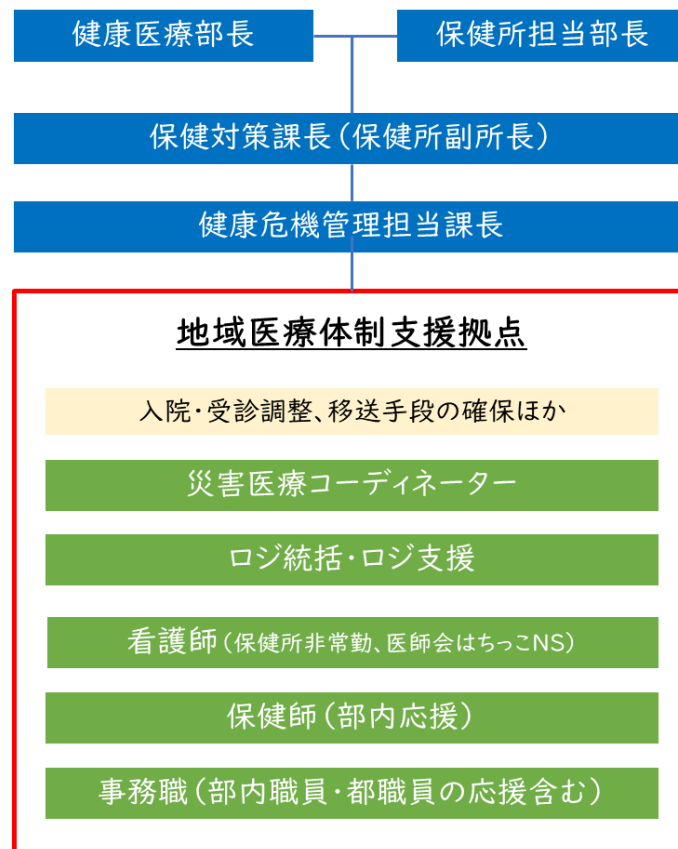 健康医療部長
保健所担当部長
保健対策課長（保健所副所長）
健康危機管理担当課長
地域医療体制支援拠点
入院・受診調整、移送手段の確保ほか
災害医療コーディネーター
ロジ統括・ロジ支援
看護師（保健所非常勤、医師会はちっこNS）
保健師（部内応援）
事務職（部内職員・都職員の応援含む）